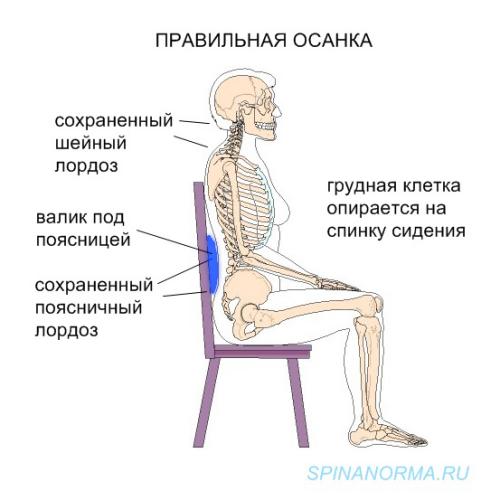 ПРАВИЛЬНАЯ ОСАНКА
сохраненный
шейный
лордоз
валик под
поясницей
сохраненный
поясничный
лордоз
грудная клетка
опирается на
спинку сидения
SPINANORMA.RU